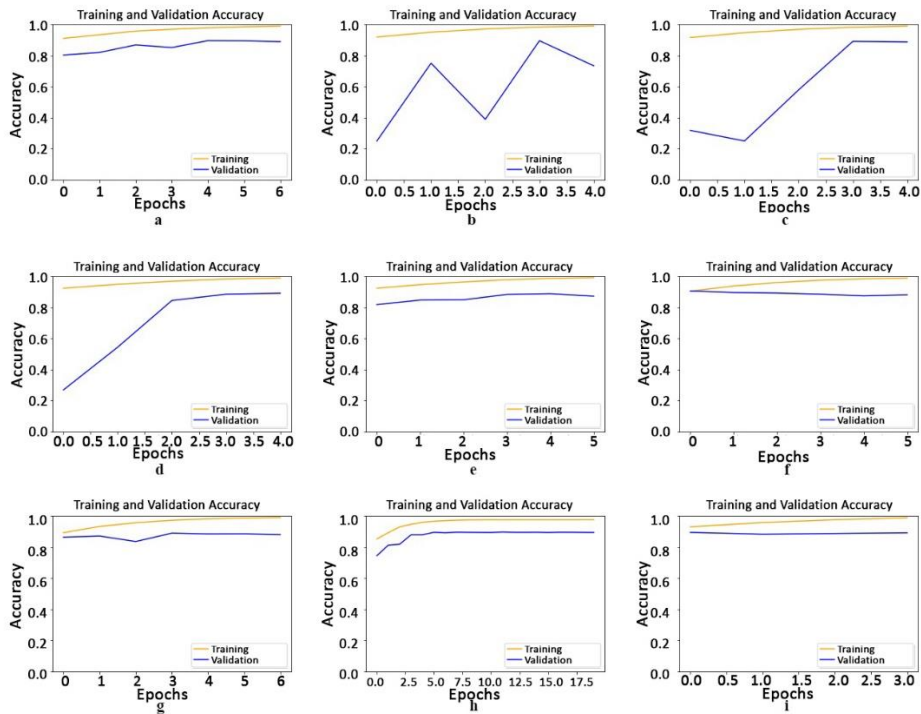 Training and Validation Accuracy
Accuracy
1.0
0.8
0.6
0.4
0.2
0.0
Training
Validation
0 1 2 3 4 5 6
Epochs
a
Training and Validation Accuracy
Accuracy
1.0
0.8
0.6
0.4
0.2
0.0
Training
Validation
0.0 0.5 1.0 1.5 2.0 2.5 3.0 3.5 4.0
Epochs
b
Training and Validation Accuracy
Accuracy
1.0
0.8
0.6
0.4
0.2
0.0
Training
Validation
0.0 0.5 1.0 1.5 2.0 2.5 3.0 3.5 4.0
Epochs
c
Training and Validation Accuracy
Accuracy
1.0
0.8
0.6
0.4
0.2
0.0
Training
Validation
0.0 0.5 1.0 1.5 2.0 2.5 3.0 3.5 4.0
Epochs
d
Training and Validation Accuracy
Accuracy
1.0
0.8
0.6
0.4
0.2
0.0
Training
Validation
0 1 2 3 4 5
Epochs
e
Training and Validation Accuracy
Accuracy
1.0
0.8
0.6
0.4
0.2
0.0
Training
Validation
0 1 2 3 4 5
Epochs
f
Training and Validation Accuracy
Accuracy
1.0
0.8
0.6
0.4
0.2
0.0
Training
Validation
0 1 2 3 4 5 6
Epochs
g
Training and Validation Accuracy
Accuracy
1.0
0.8
0.6
0.4
0.2
0.0
Training
Validation
0.0 2.5 5.0 7.5 10.0 12.5 15.0 17.5
Epochs
h
Training and Validation Accuracy
Accuracy
1.0
0.8
0.6
0.4
0.2
0.0
Training
Validation
0.0 0.5 1.0 1.5 2.0 2.5 3.0
Epochs
i